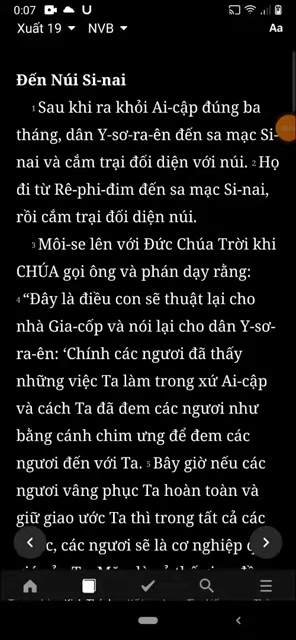 0:07
Xuất 19 NVB Aa
Đến Núi Si-nai
1 Sau khi ra khỏi Ai-cập đúng ba
tháng, dân Y-sơ-ra-ên đến sa mạc Si-
nai và cắm trại đối diện với núi. 2 Họ
đi từ Rê-phi-đim đến sa mạc Si-nai,
rồi cắm trại đối diện núi.
3 Môi-se lên với Đức Chúa Trời khi
CHÚA gọi ông và phán dạy rằng:
4 “Đây là điều con sẽ thuật lại cho
nhà Gia-cốp và nói lại cho dân Y-sơ-
ra-ên: ‘Chính các ngươi đã thấy
những việc Ta làm trong xứ Ai-cập
và cách Ta đã đem các ngươi như
bằng cánh chim ưng để đem các
ngươi đến với Ta. 5 Bây giờ nếu các
ngươi vâng phục Ta hoàn toàn và
giữ giao ước Ta thì trong tất cả các
các ngươi sẽ là cơ nghiệp